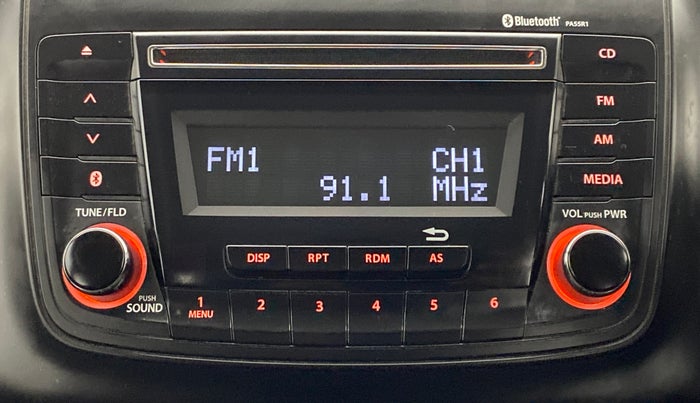 Bluetooth® PA55R1
CD
FM
AM
MEDIA
FM1 CH1
91.1 MHz
TUNE/FLD
VOL PUSH PWR
DISP RPT RDM AS
PUSH
SOUND
1 2 3 4 5 6
MENU